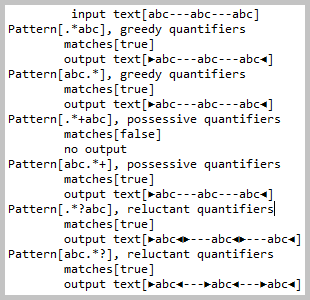 input text[abc---abc---abc]
Pattern[.*abc], greedy quantifiers
matches[true]
output text[►abc---abc---abc◄]
Pattern[abc.*], greedy quantifiers
matches[true]
output text[►abc---abc---abc◄]
Pattern[.*+abc], possessive quantifiers
matches[false]
no output
Pattern[abc.*+], possessive quantifiers
matches[true]
output text[►abc---abc---abc◄]
Pattern[.*?abc], reluctant quantifiers
matches[true]
output text[►abc◄►---abc◄►---abc◄]
Pattern[abc.*?], reluctant quantifiers
matches[true]
output text[►abc◄---►abc◄---►abc◄]